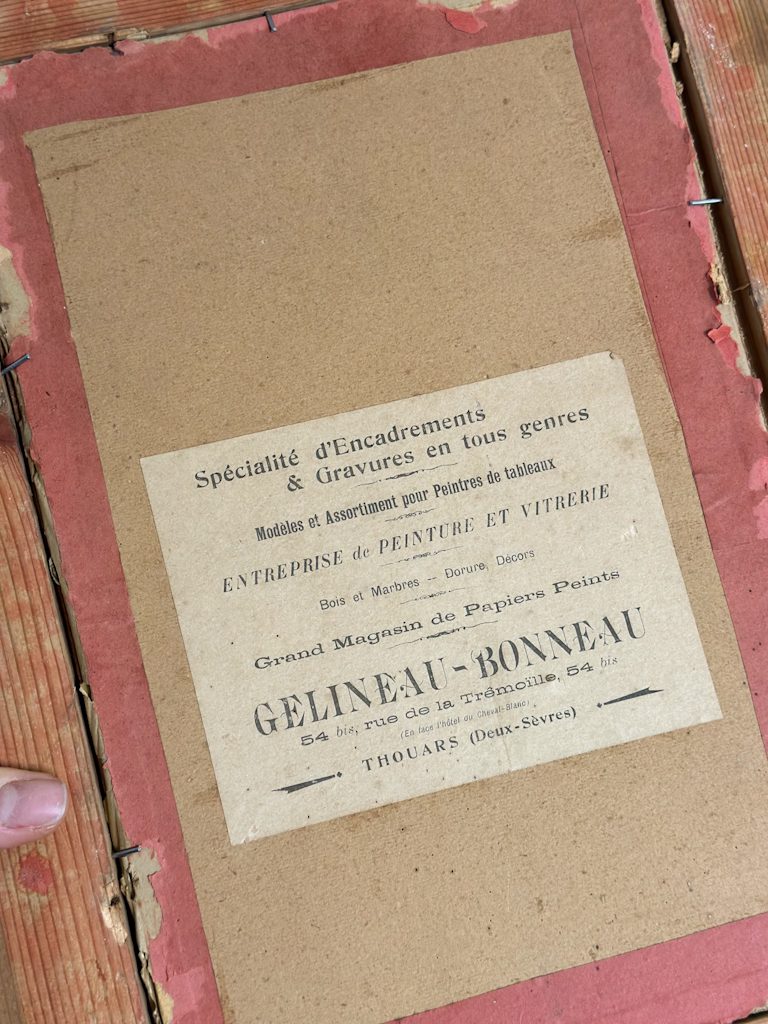 Spécialité d'Encadrements
& Gravures en tous genres
Modèles et Assortiment pour Peintres de tableaux
ENTREPRISE de PEINTURE ET VITRERIE
Bois et Marbres -- Dorure, Décors
Grand Magasin de Papiers Peints
GELINEAU-BONNEAU
54 bis, rue de la Trémoïlle, 54 bis
(En face l'hôtel du Cheval-Blanc)
THOUARS (Deux-Sèvres)